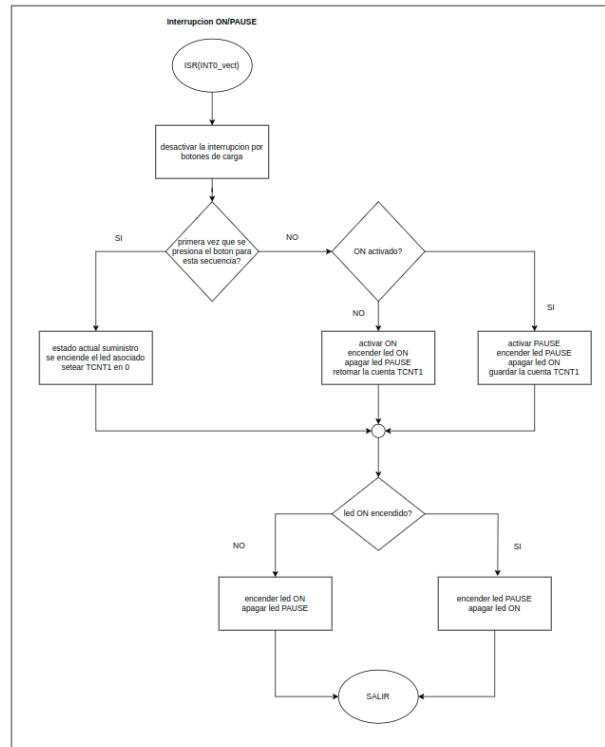 Interrupcion ON/PAUSE
ISR(INT0_vect)
desactivar la interrupcion por
botones de carga
SI
primera vez que se
presiona el boton para
esta secuencia?
NO
ON activado?
NO
SI
estado actual suministro
se enciende el led asociado
setear TCNT1 en 0
activar ON
encender led ON
apagar led PAUSE
retomar la cuenta TCNT1
activar PAUSE
encender led PAUSE
apagar led ON
guardar la cuenta TCNT1
led ON encendido?
NO
SI
encender led ON
apagar led PAUSE
encender led PAUSE
apagar led ON
SALIR